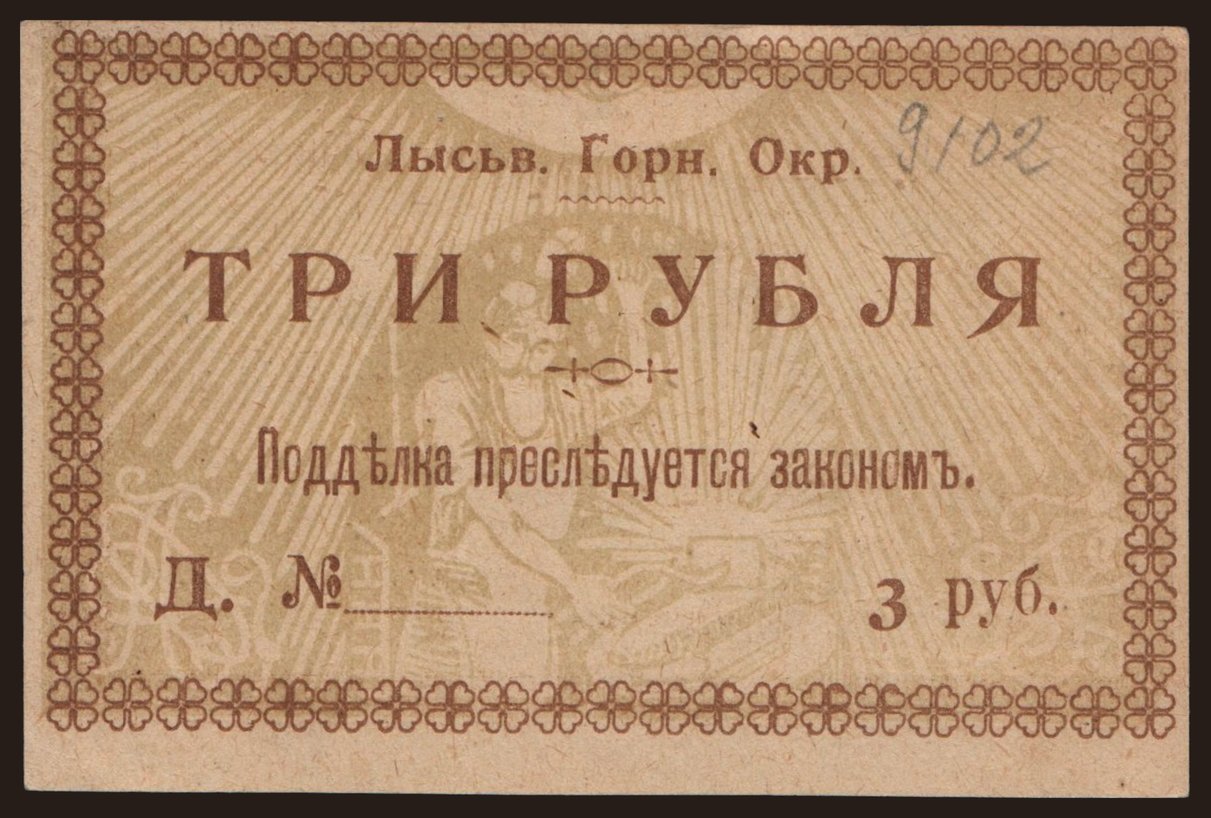 Лысьв. Горн. Окр. 9102
ТРИ РУБЛЯ
Поддѣлка преслѣдуется закономъ.
Д. № 3 руб.